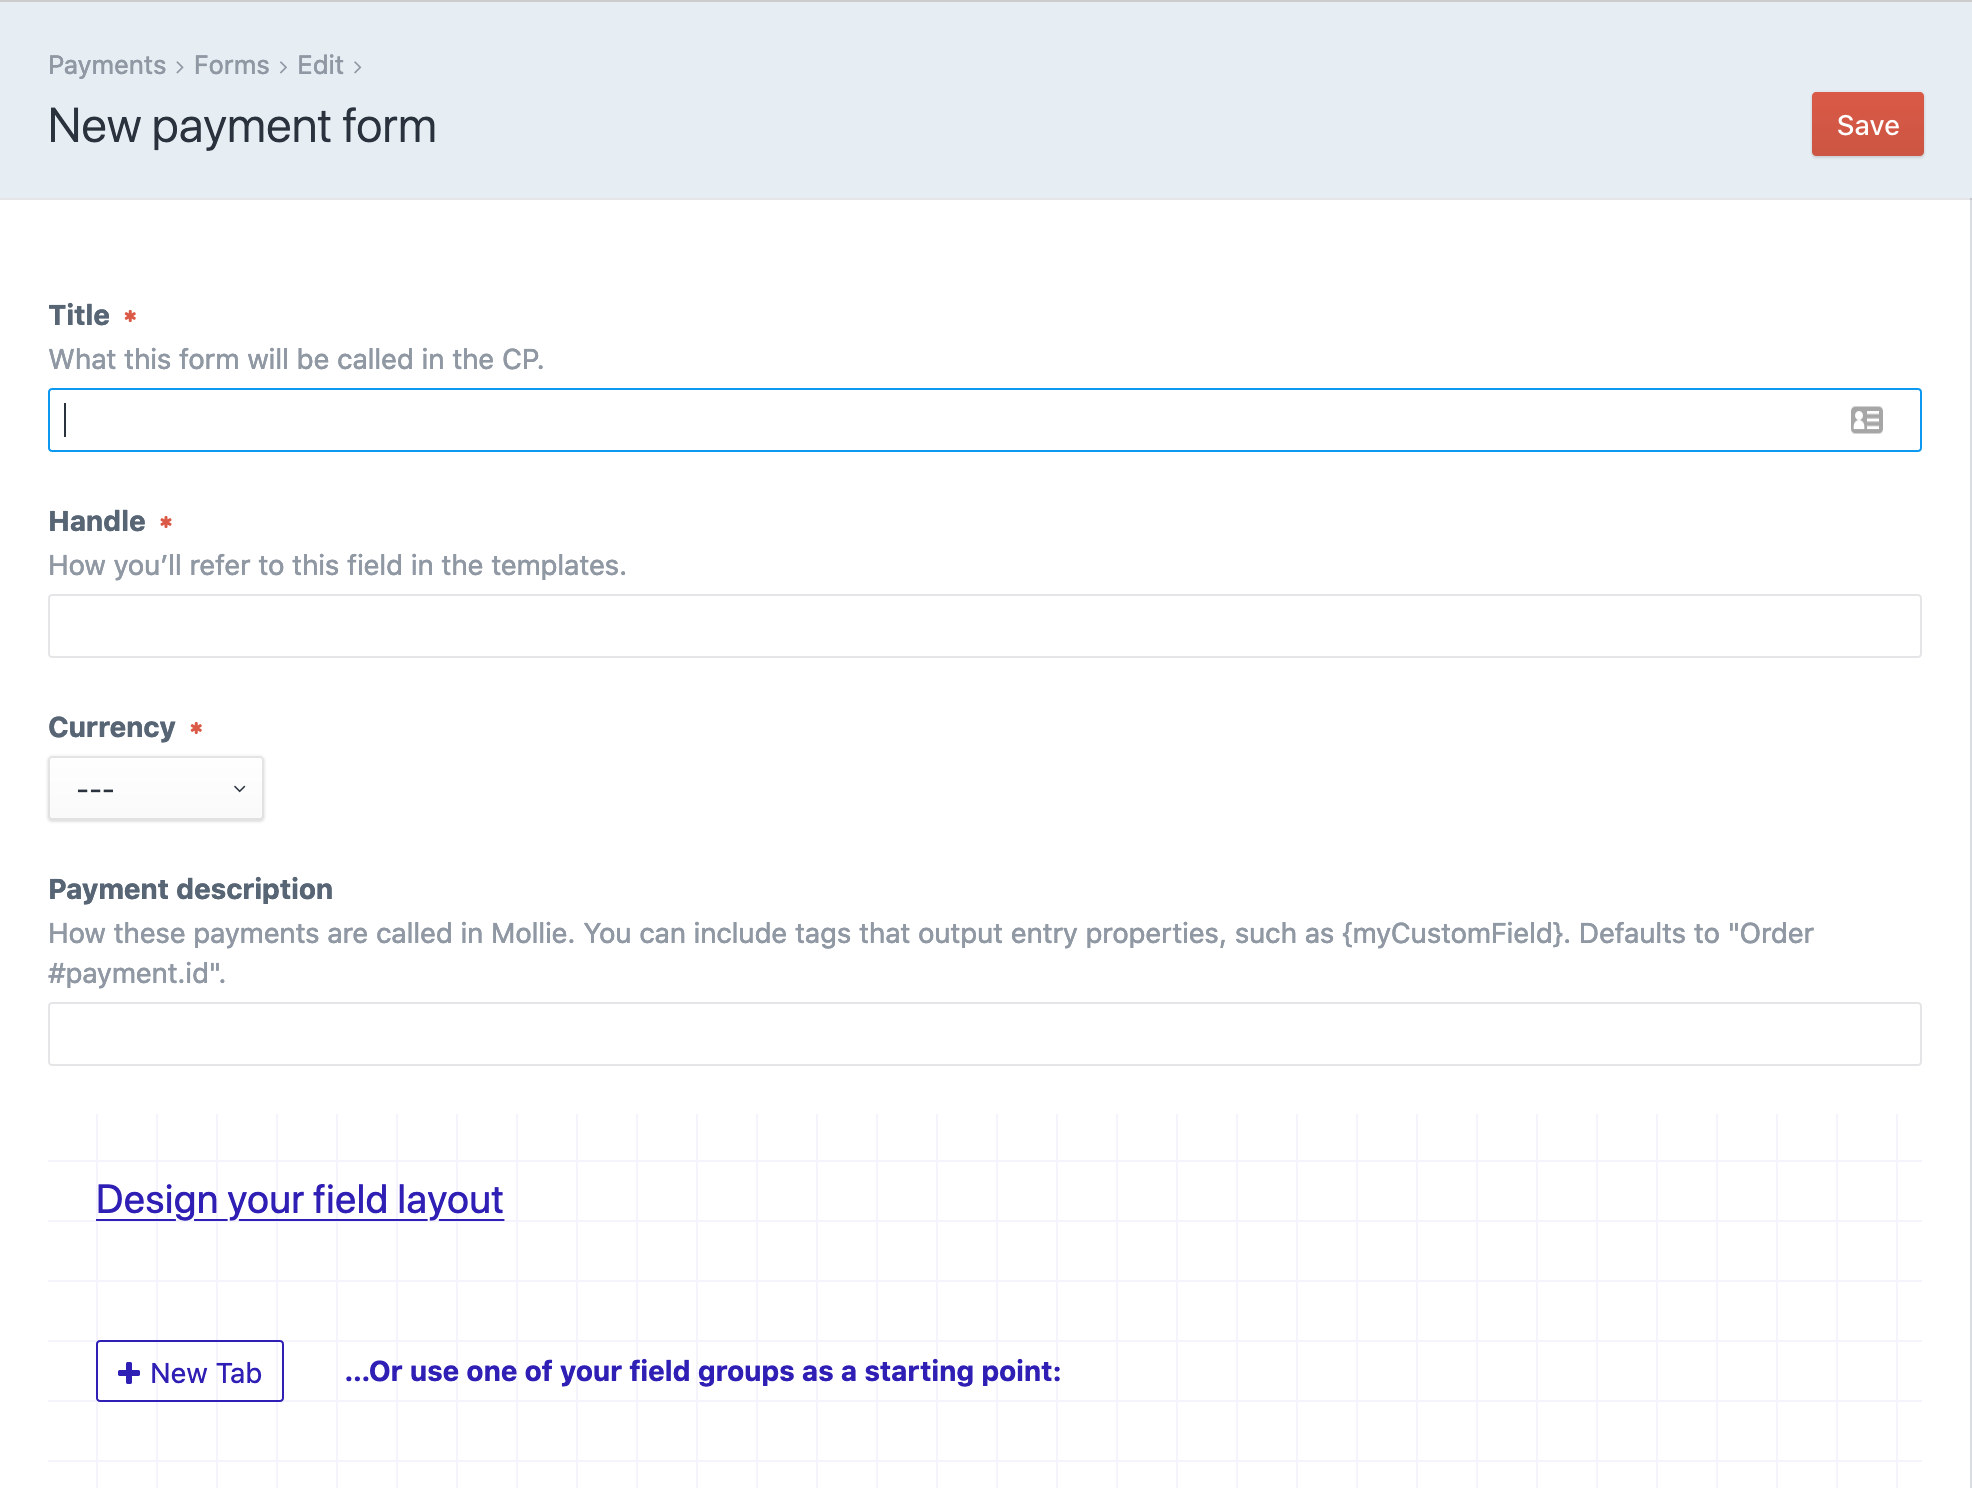 Payments › Forms › Edit ›
New payment form
Save
Title *
What this form will be called in the CP.
Handle *
How you’ll refer to this field in the templates.
Currency *
---
Payment description
How these payments are called in Mollie. You can include tags that output entry properties, such as {myCustomField}. Defaults to "Order
#payment.id".
Design your field layout
+ New Tab
...Or use one of your field groups as a starting point: